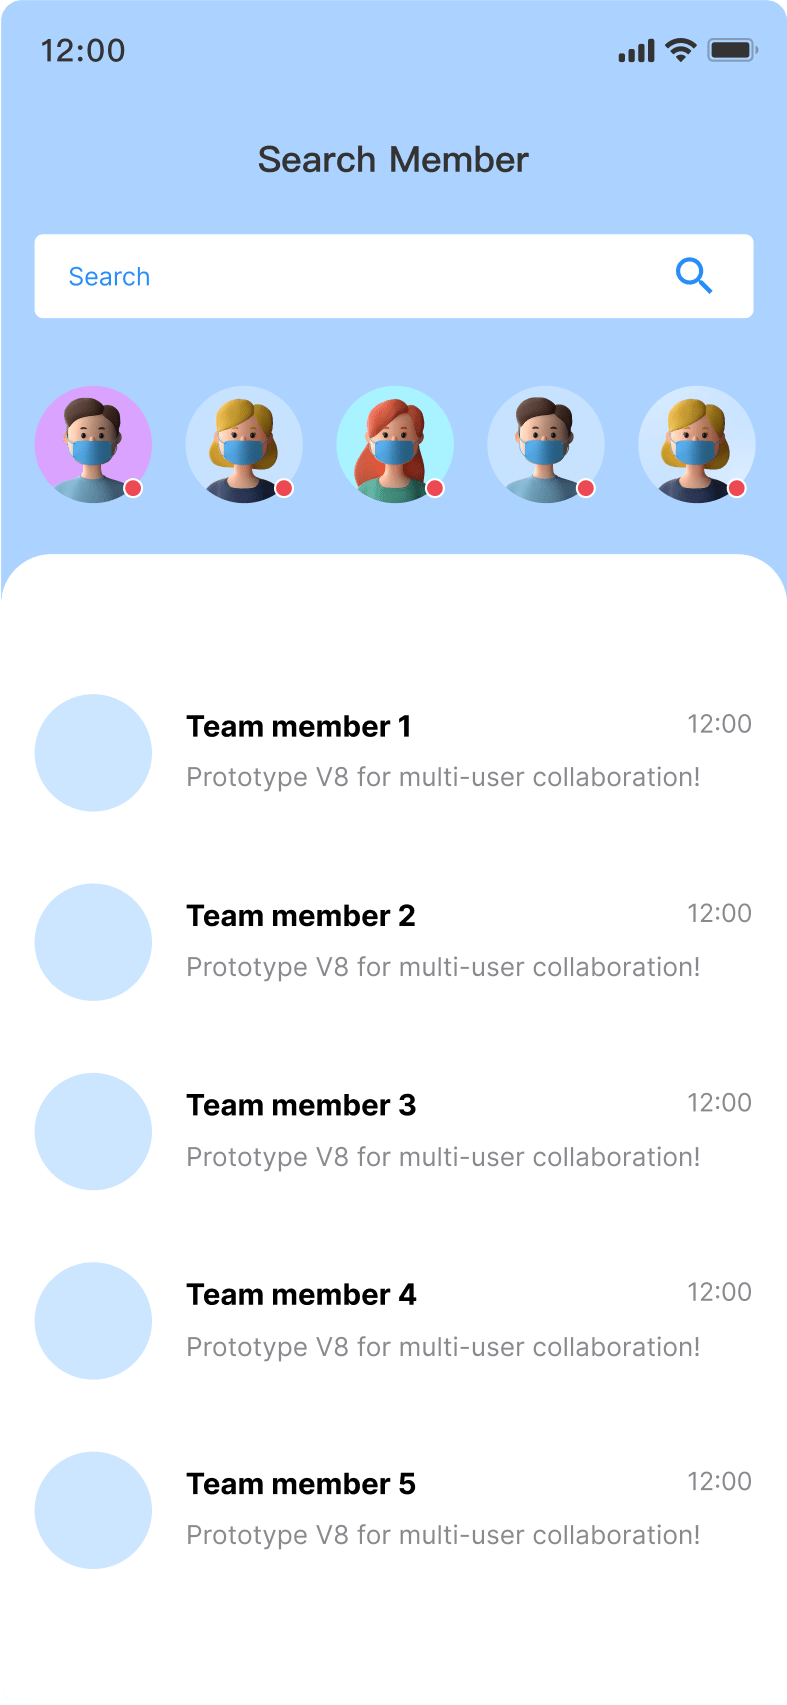 12:00
Search Member
Search
Team member 1 12:00
Prototype V8 for multi-user collaboration!
Team member 2 12:00
Prototype V8 for multi-user collaboration!
Team member 3 12:00
Prototype V8 for multi-user collaboration!
Team member 4 12:00
Prototype V8 for multi-user collaboration!
Team member 5 12:00
Prototype V8 for multi-user collaboration!